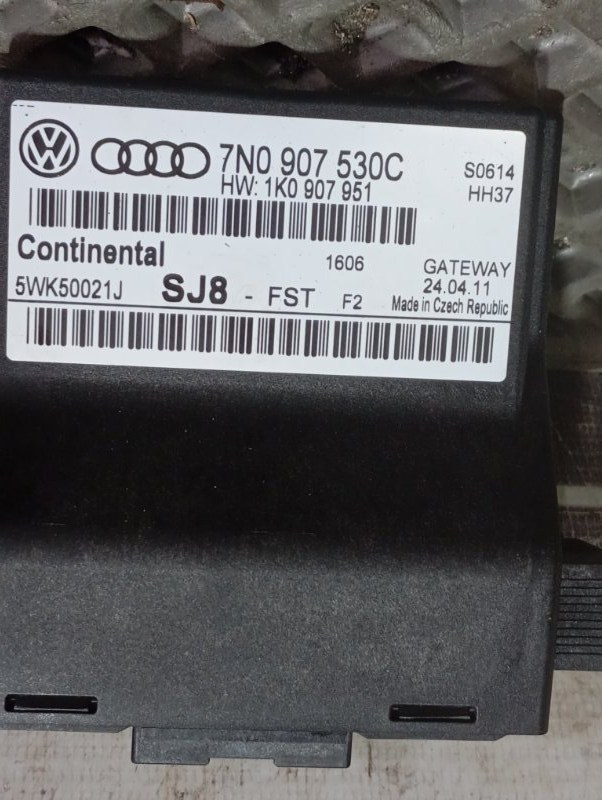 7N0 907 530C S0614
HW: 1K0 907 951 HH37
Continental 1606 GATEWAY
5WK50021J SJ8 - FST F2 24.04.11
Made in Czech Republic